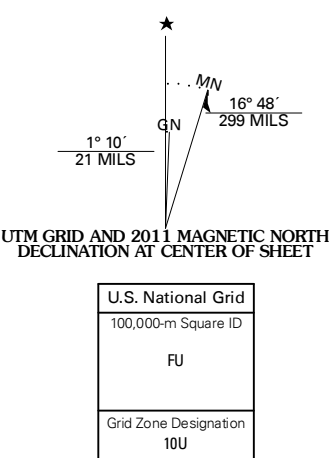 ★
MN
16° 48´
299 MILS
GN
1° 10´
21 MILS
UTM GRID AND 2011 MAGNETIC NORTH
DECLINATION AT CENTER OF SHEET
U.S. National Grid
100,000-m Square ID
FU
Grid Zone Designation
10U